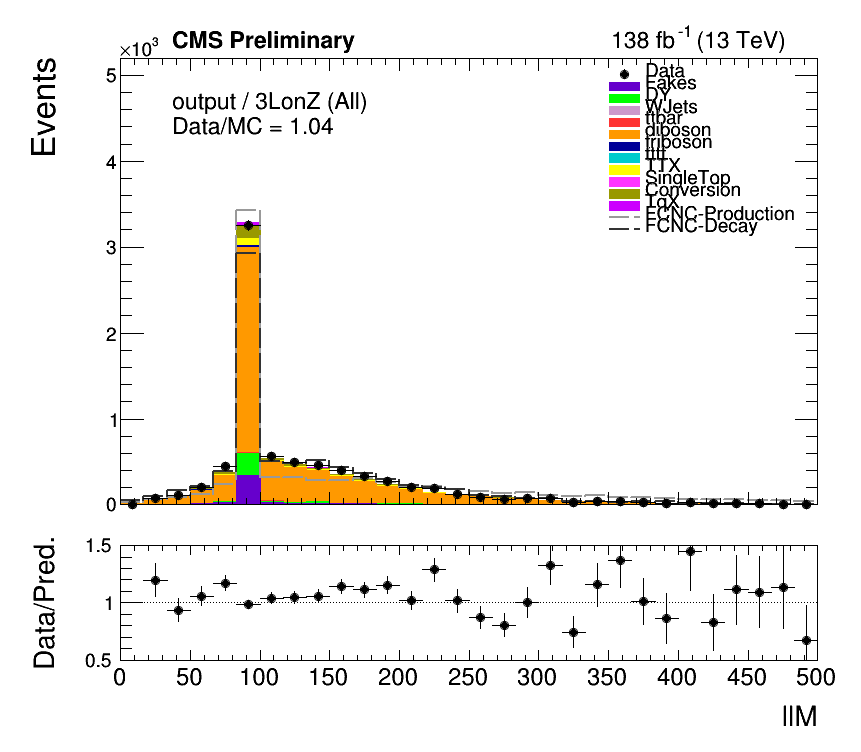 ×10³ CMS Preliminary 138 fb⁻¹ (13 TeV)
Events
output / 3LonZ (All)
Data/MC = 1.04
Data
Fakes
DY
WJets
ttbar
diboson
triboson
tttt
TTX
SingleTop
Conversion
TqX
FCNC-Production
FCNC-Decay
5
4
3
2
1
0
Data/Pred.
1.5
1
0.5
0 50 100 150 200 250 300 350 400 450 500
llM